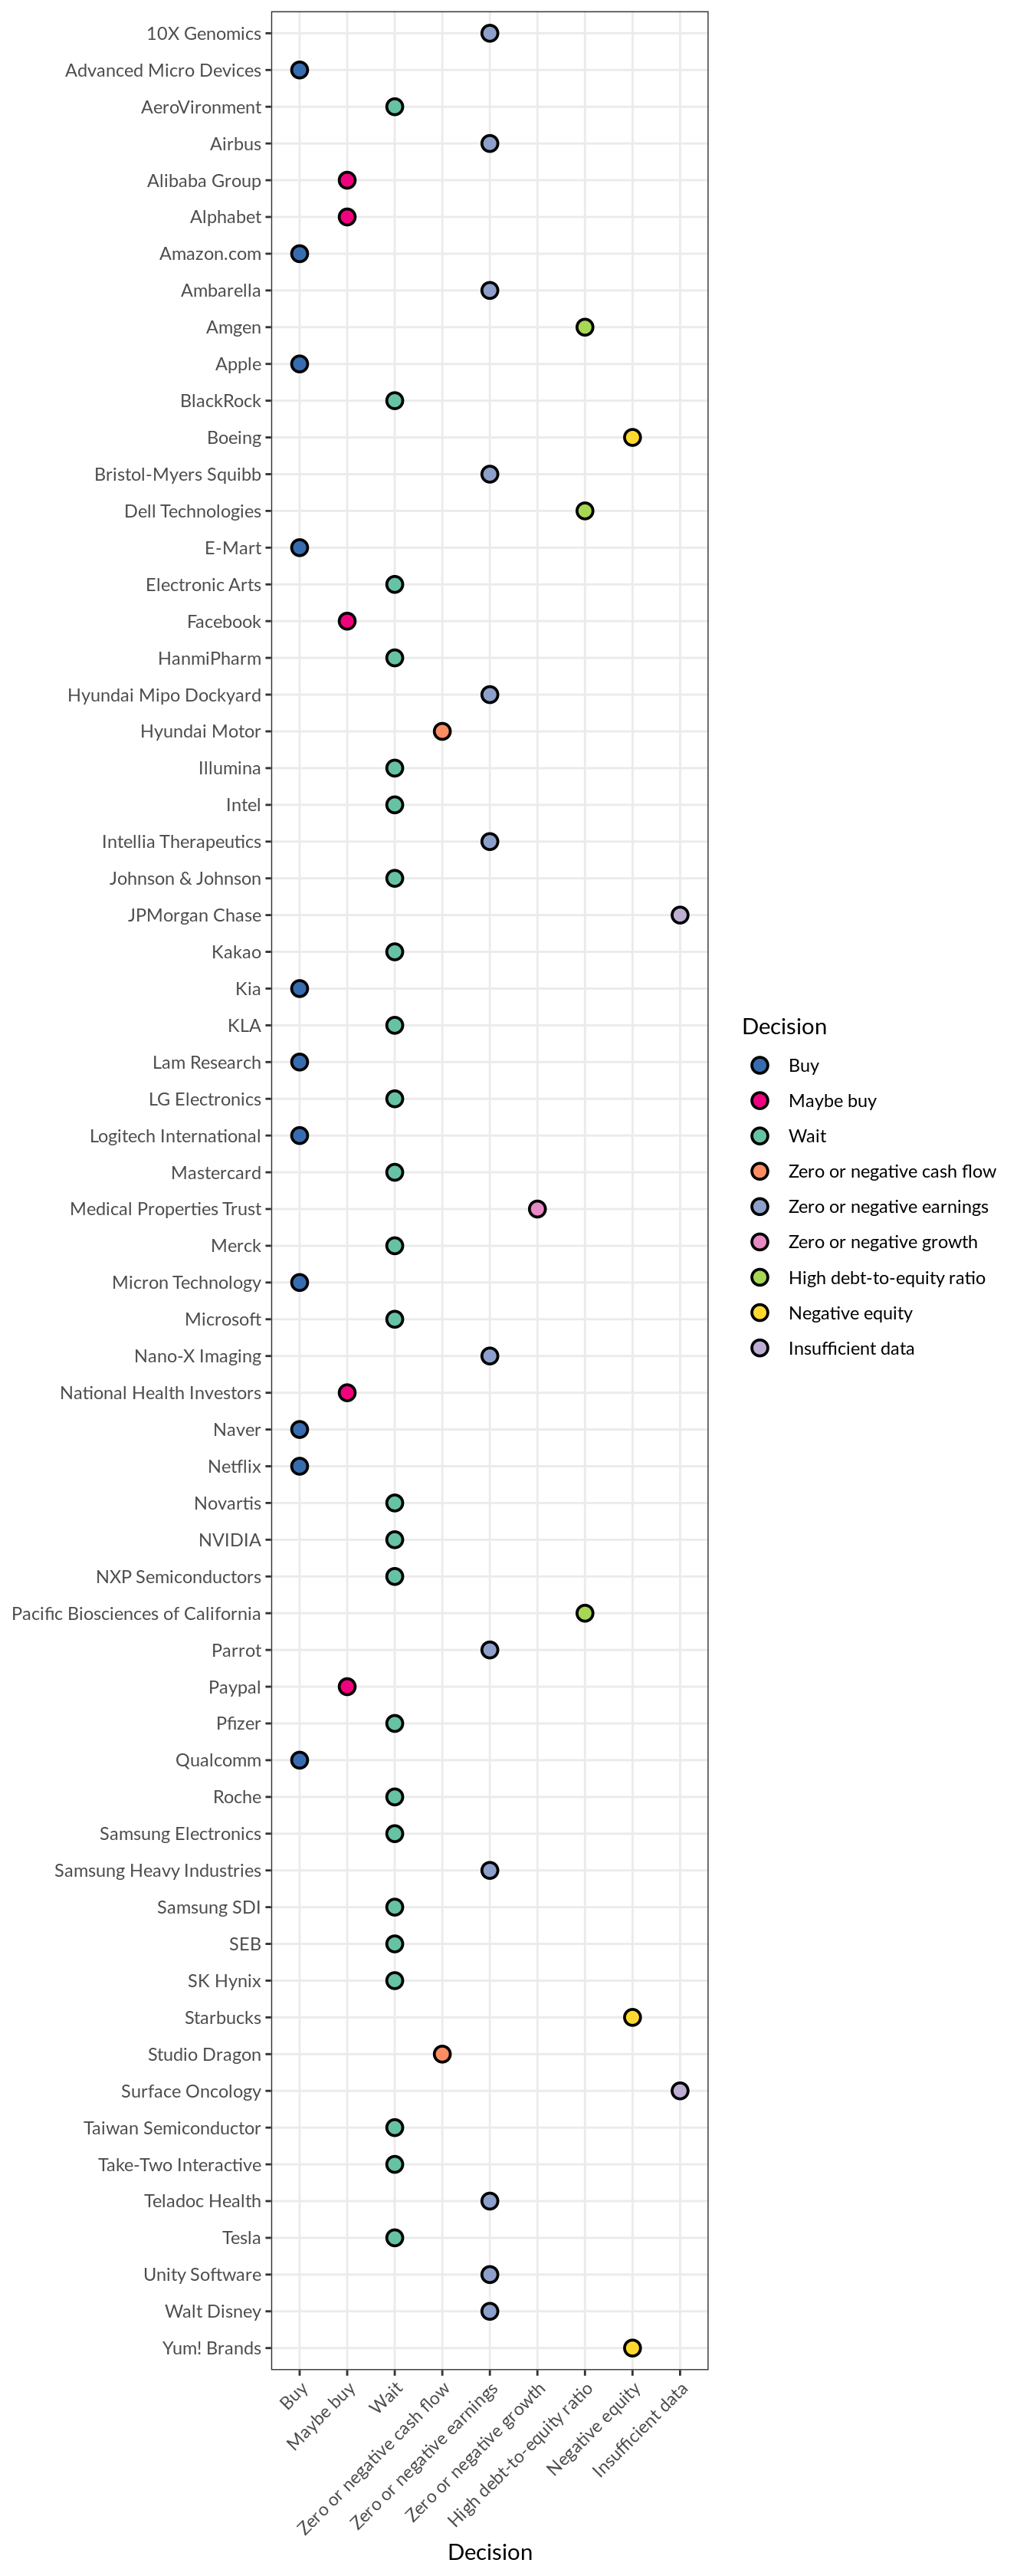 10X Genomics
Advanced Micro Devices
AeroVironment
Airbus
Alibaba Group
Alphabet
Amazon.com
Ambarella
Amgen
Apple
BlackRock
Boeing
Bristol-Myers Squibb
Dell Technologies
E-Mart
Electronic Arts
Facebook
HanmiPharm
Hyundai Mipo Dockyard
Hyundai Motor
Illumina
Intel
Intellia Therapeutics
Johnson & Johnson
JPMorgan Chase
Kakao
Kia
KLA
Lam Research
LG Electronics
Logitech International
Mastercard
Medical Properties Trust
Merck
Micron Technology
Microsoft
Nano-X Imaging
National Health Investors
Naver
Netflix
Novartis
NVIDIA
NXP Semiconductors
Pacific Biosciences of California
Parrot
Paypal
Pfizer
Qualcomm
Roche
Samsung Electronics
Samsung Heavy Industries
Samsung SDI
SEB
SK Hynix
Starbucks
Studio Dragon
Surface Oncology
Taiwan Semiconductor
Take-Two Interactive
Teladoc Health
Tesla
Unity Software
Walt Disney
Yum! Brands
Buy
Maybe buy
Wait
Zero or negative cash flow
Zero or negative earnings
Zero or negative growth
High debt-to-equity ratio
Negative equity
Insufficient data
Decision
Decision
Buy
Maybe buy
Wait
Zero or negative cash flow
Zero or negative earnings
Zero or negative growth
High debt-to-equity ratio
Negative equity
Insufficient data